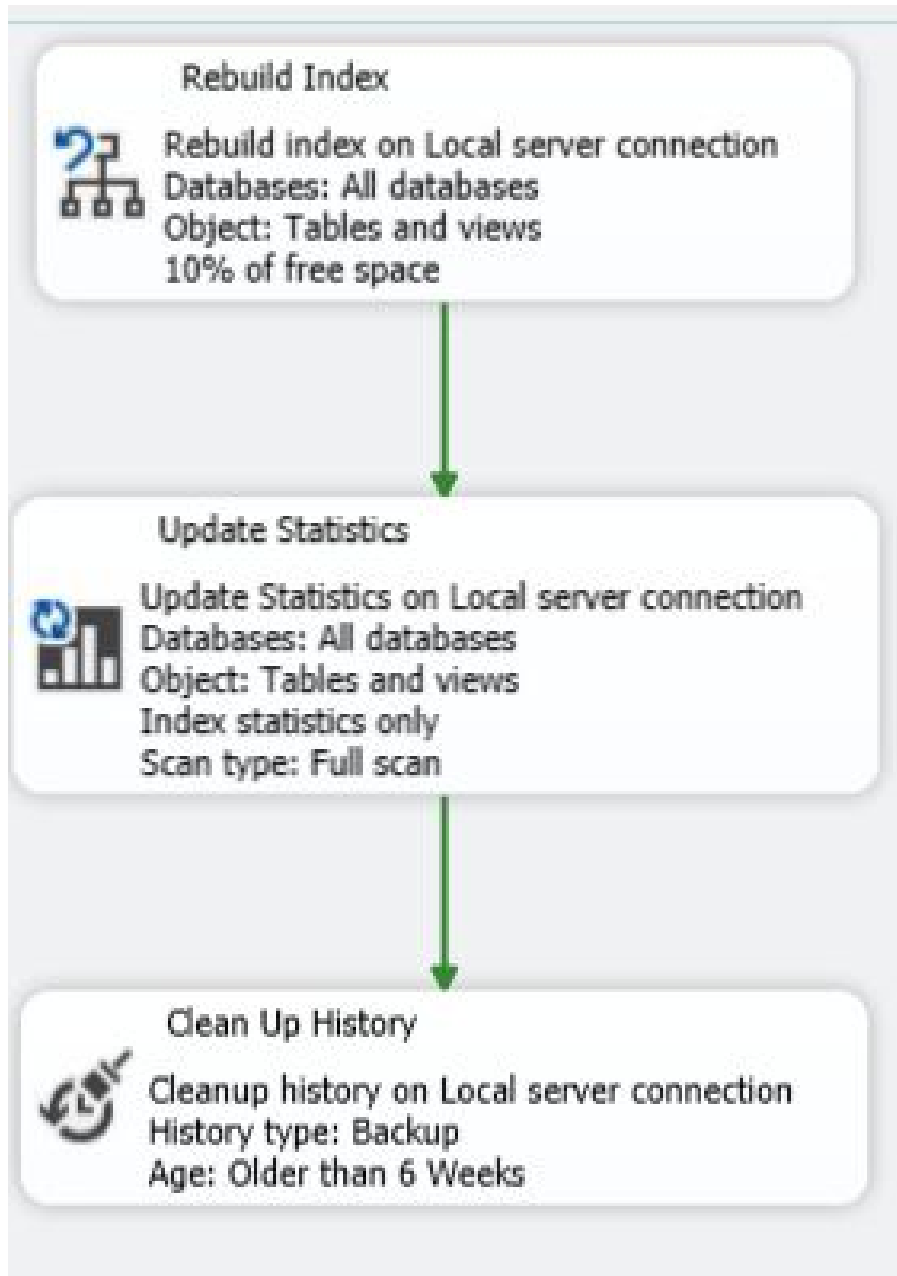 Rebuild Index
Rebuild index on Local server connection
Databases: All databases
Object: Tables and views
10% of free space
Update Statistics
Update Statistics on Local server connection
Databases: All databases
Object: Tables and views
Index statistics only
Scan type: Full scan
Clean Up History
Cleanup history on Local server connection
History type: Backup
Age: Older than 6 Weeks